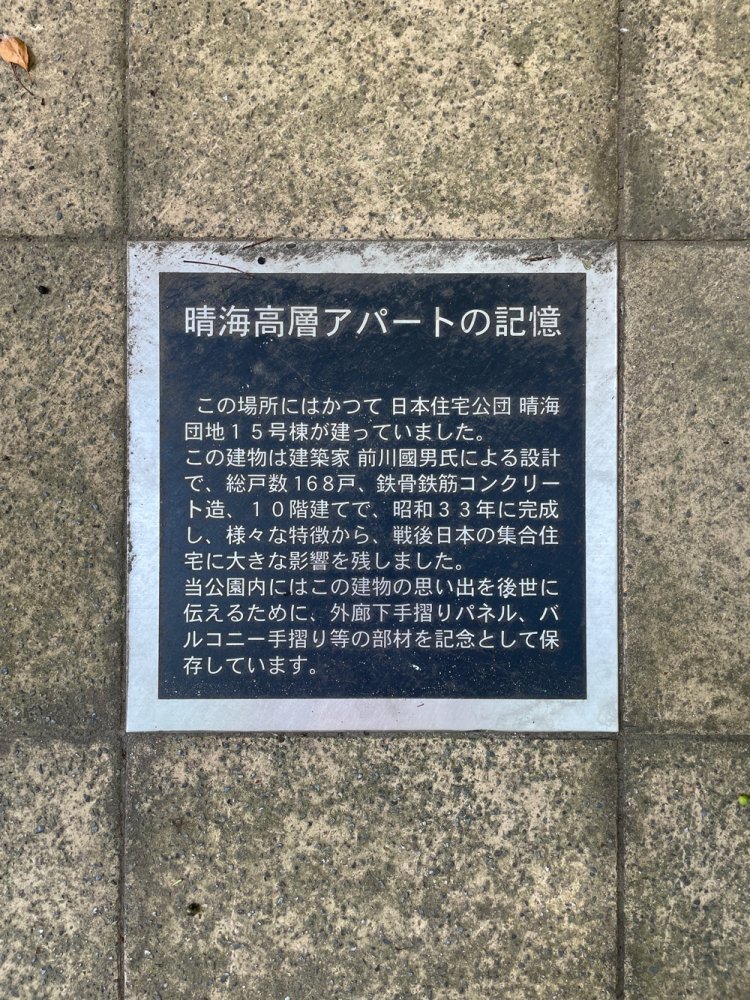 晴海高層アパートの記憶
この場所にはかつて 日本住宅公団 晴海
団地１５号棟が建っていました。
この建物は建築家 前川國男氏による設計
で、総戸数168戸、鉄骨鉄筋コンクリー
ト造、１０階建てで、昭和３３年に完成
し、様々な特徴から、戦後日本の集合住
宅に大きな影響を残しました。
当公園内にはこの建物の思い出を後世に
伝えるために、外廊下手摺りパネル、バ
ルコニー手摺り等の部材を記念として保
存しています。